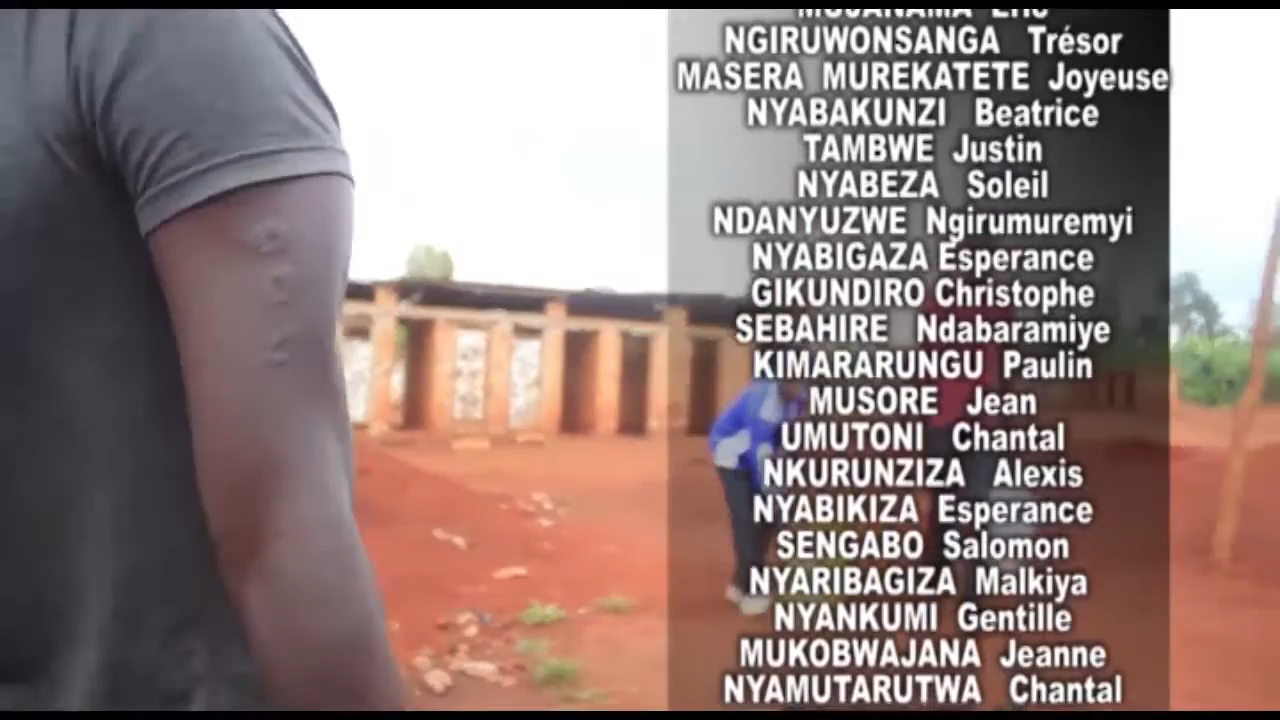 NGIRUWONSANGA Trésor
MASERA MUREKATETE Joyeuse
NYABAKUNZI Beatrice
TAMBWE Justin
NYABEZA Soleil
NDANYUZWE Ngirumuremyi
NYABIGAZA Esperance
GIKUNDIRO Christophe
SEBAHIRE Ndabaramiye
KIMARARUNGU Paulin
MUSORE Jean
UMUTONI Chantal
NKURUNZIZA Alexis
NYABIKIZA Esperance
SENGABO Salomon
NYARIBAGIZA Malkiya
NYANKUMI Gentille
MUKOBWAJANA Jeanne
NYAMUTARUTWA Chantal